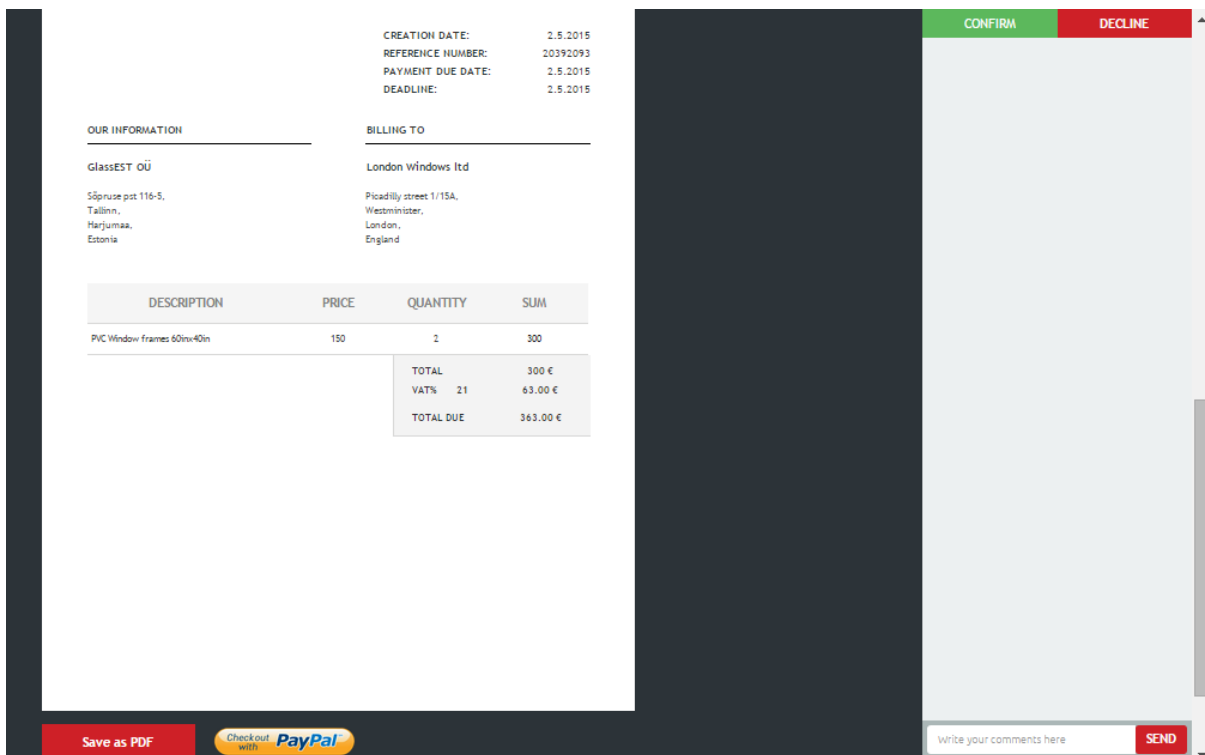 CONFIRM
DECLINE
CREATION DATE: 2.5.2015
REFERENCE NUMBER: 20392093
PAYMENT DUE DATE: 2.5.2015
DEADLINE: 2.5.2015
OUR INFORMATION
GlassEST OÜ
Sõpruse pst 116-5,
Tallinn,
Harjumaa,
Estonia
BILLING TO
London Windows ltd
Picadilly street 1/15A,
Westminister,
London,
England
DESCRIPTION PRICE QUANTITY SUM
PVC Window frames 60inx40in 150 2 300
TOTAL 300 €
VAT% 21 63.00 €
TOTAL DUE 363.00 €
Save as PDF
Checkout with PayPal
Write your comments here
SEND